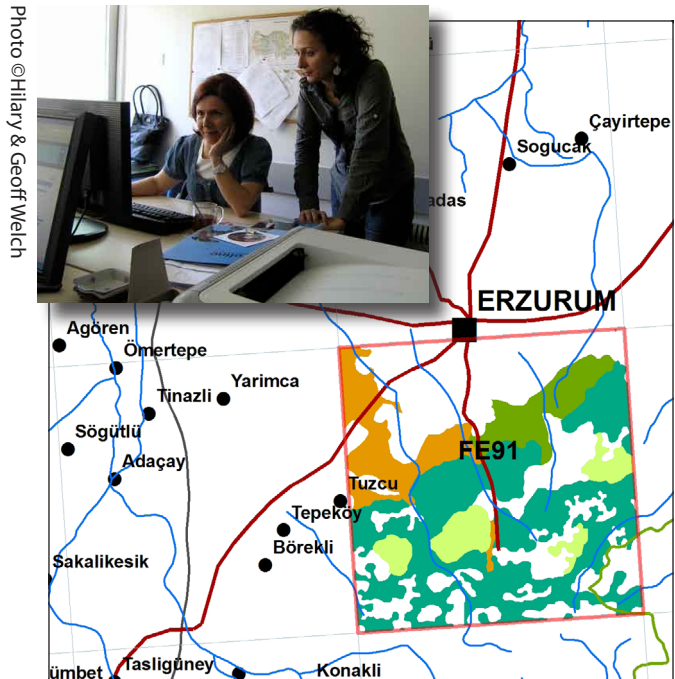 Photo ©Hilary & Geoff Welch
Çayirtepe
Sogucak
adas
ERZURUM
Agören
Ömertepe
Yarimca
Tinazli
Sögütlü
FE91
Adaçay
Tuzcu
Tepeköy
Börekli
Sakalikesik
Tasligüney
ümbet
Konakli